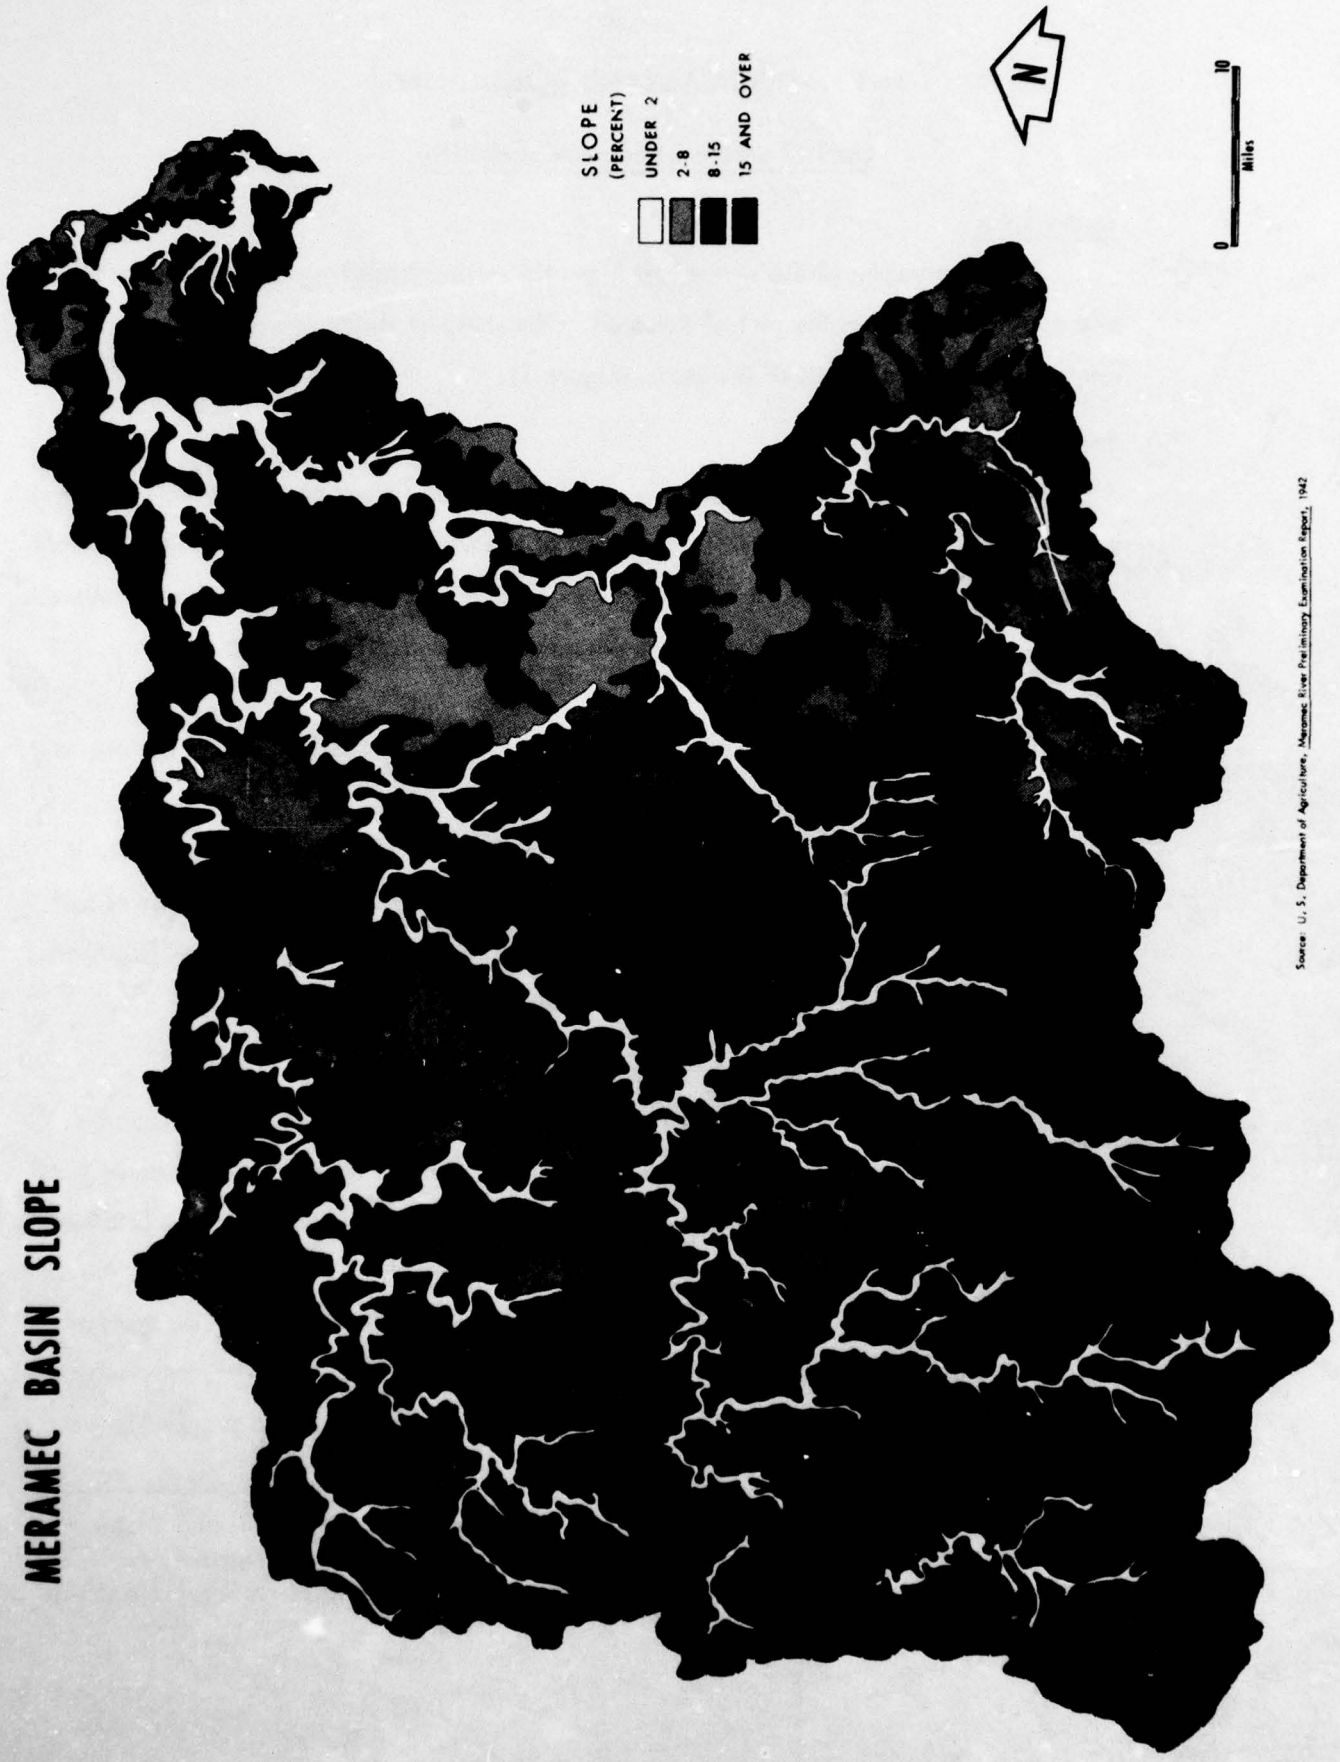 MERAMEC BASIN SLOPE
SLOPE
(PERCENT)
UNDER 2
2-8
8-15
15 AND OVER
N
0 10
Miles
Source: U. S. Department of Agriculture, Meramec River Preliminary Examination Report, 1942